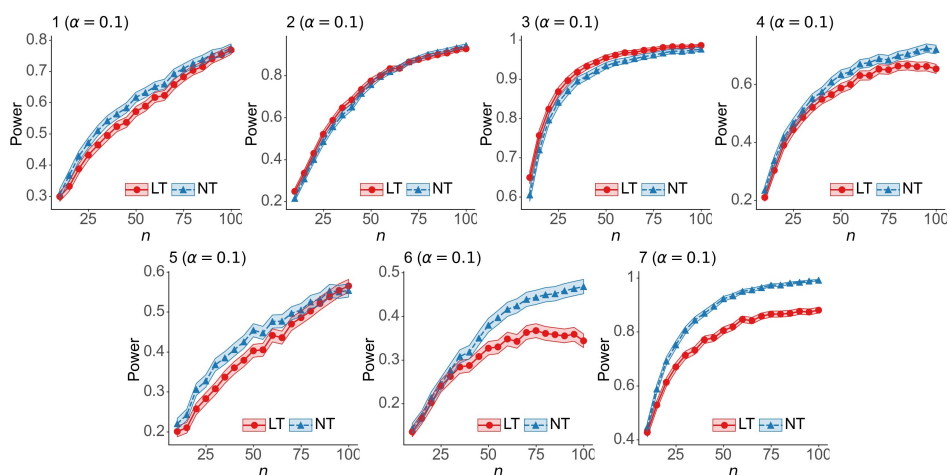 1 (α = 0.1)
Power
0.8
0.7
0.6
0.5
0.4
0.3
25
50
75
100
n
LT
NT
2 (α = 0.1)
Power
0.8
0.6
0.4
0.2
25
50
75
100
n
LT
NT
3 (α = 0.1)
Power
1
0.9
0.8
0.7
0.6
25
50
75
100
n
LT
NT
4 (α = 0.1)
Power
0.6
0.4
0.2
25
50
75
100
n
LT
NT
5 (α = 0.1)
Power
0.6
0.5
0.4
0.3
0.2
25
50
75
100
n
LT
NT
6 (α = 0.1)
Power
0.5
0.4
0.3
0.2
25
50
75
100
n
LT
NT
7 (α = 0.1)
Power
1
0.8
0.6
0.4
25
50
75
100
n
LT
NT